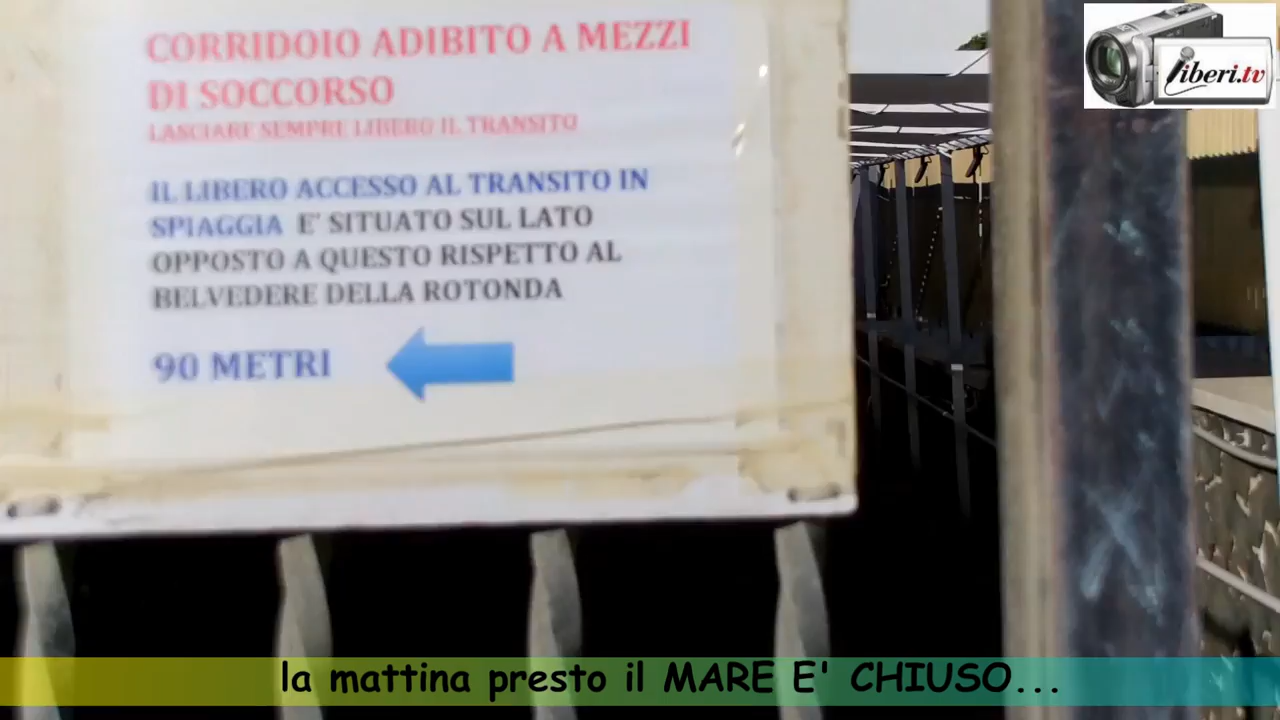 CORRIDOIO ADIBITO A MEZZI
DI SOCCORSO
LASCIARE SEMPRE LIBERO IL TRANSITO
IL LIBERO ACCESSO AL TRANSITO IN
SPIAGGIA E' SITUATO SUL LATO
OPPOSTO A QUESTO RISPETTO AL
BELVEDERE DELLA ROTONDA
90 METRI
liberi.tv
la mattina presto il MARE E' CHIUSO...